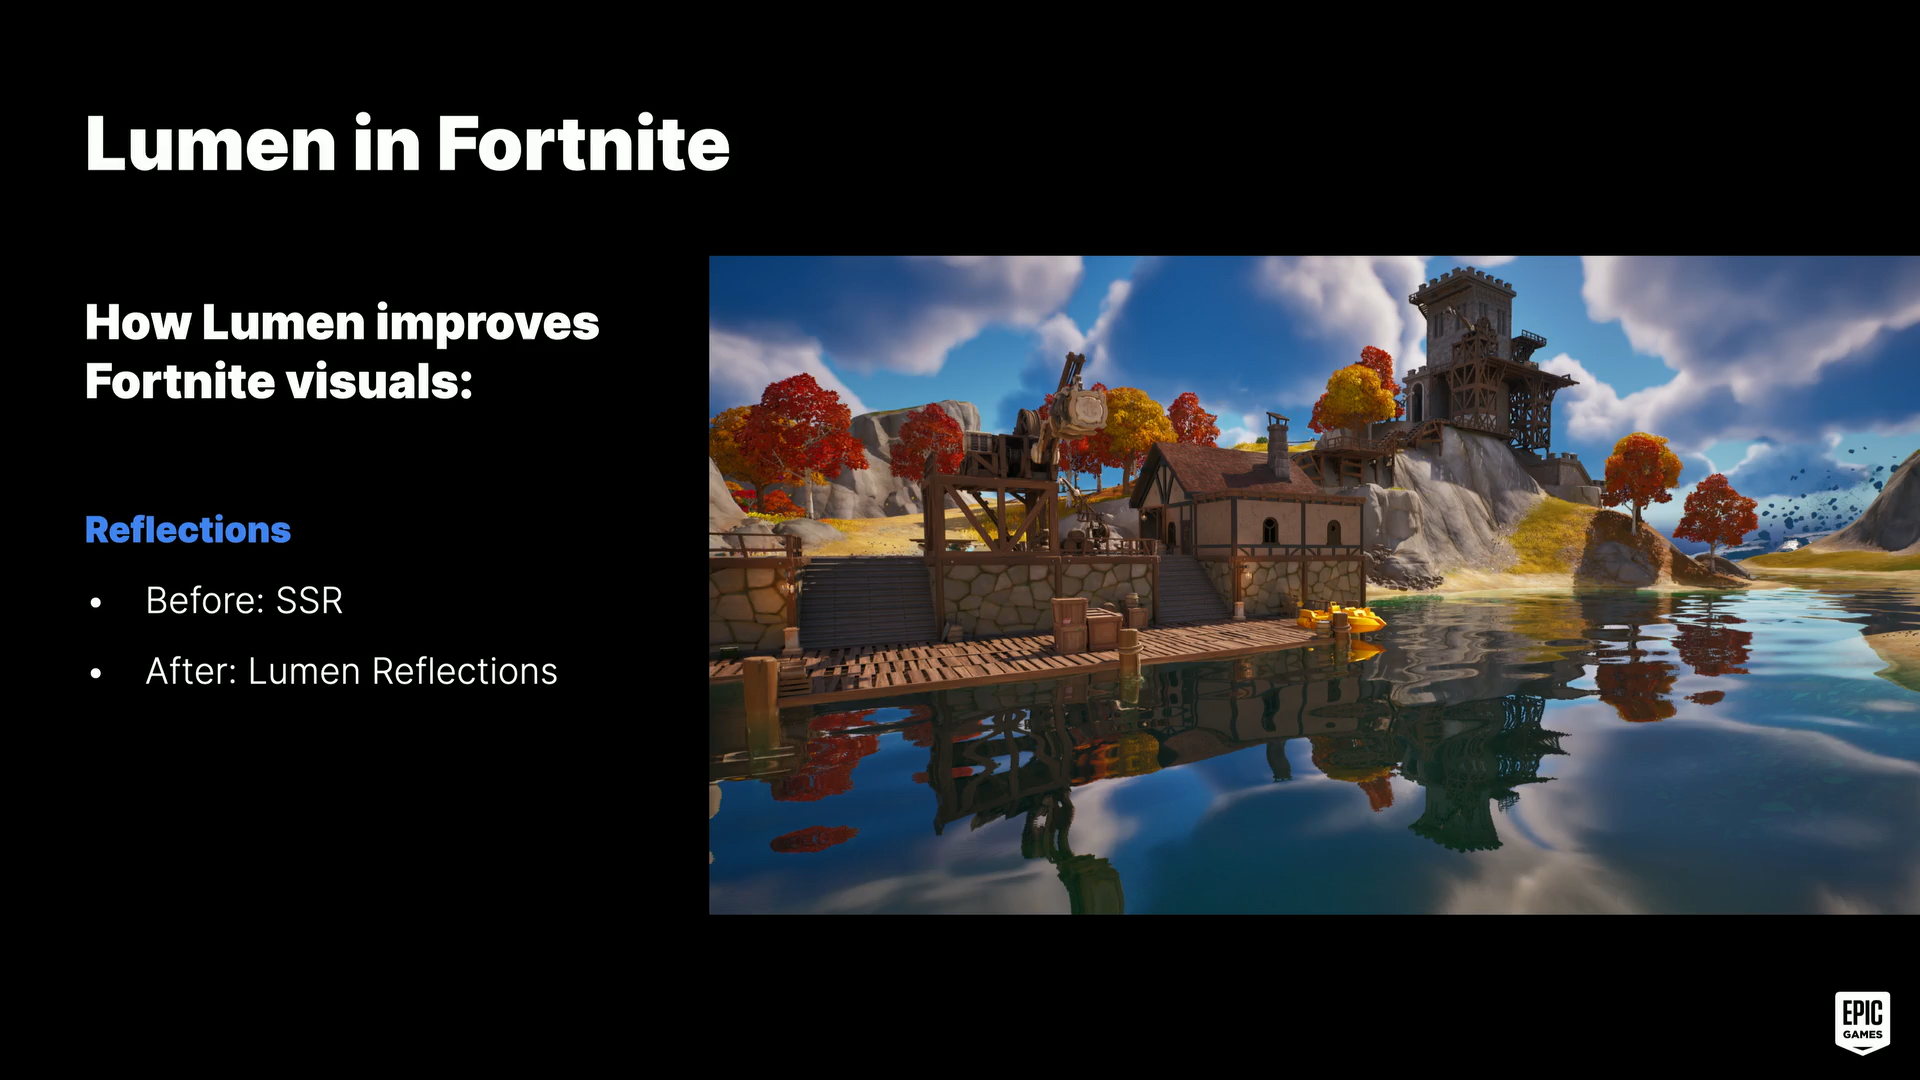 Lumen in Fortnite
How Lumen improves
Fortnite visuals:
Reflections
• Before: SSR
• After: Lumen Reflections
EPIC
GAMES